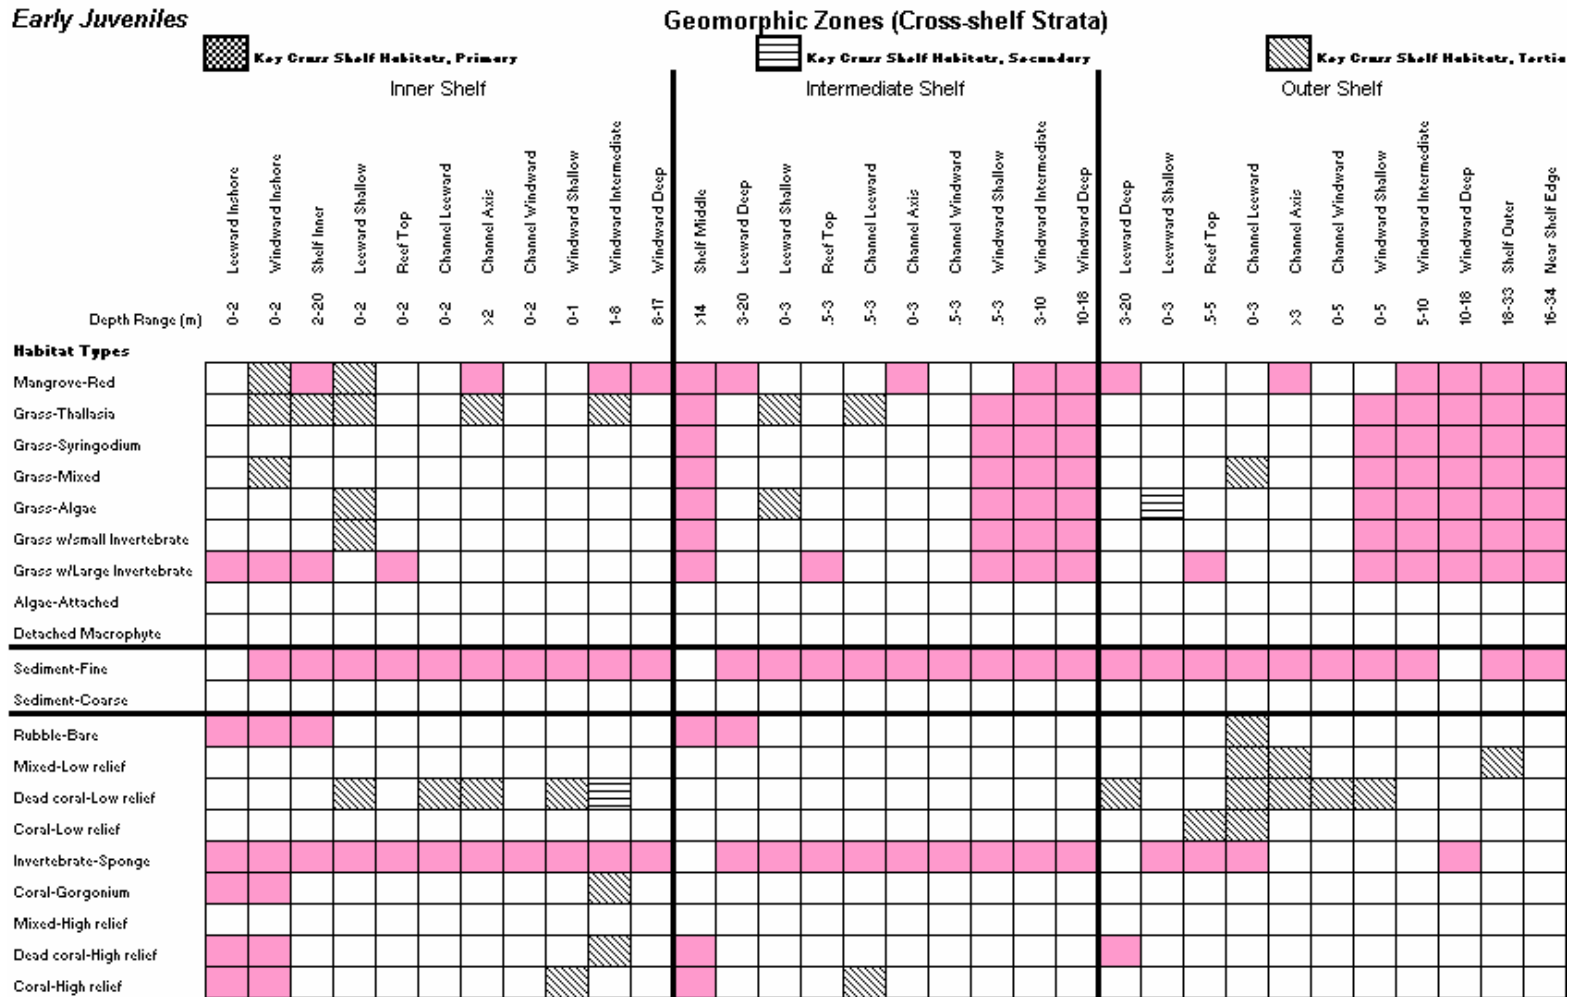 Early Juveniles
Geomorphic Zones (Cross-shelf Strata)
Key Cross Shelf Habitats, Primary
Key Cross Shelf Habitats, Secondary
Key Cross Shelf Habitats, Tertia
Inner Shelf
Intermediate Shelf
Outer Shelf
Leeward Inshore
Windward Inshore
Shelf Inner
Leeward Shallow
Reef Top
Channel Leeward
Channel Axis
Channel Windward
Windward Shallow
Windward Intermediate
Windward Deep
Shelf Middle
Leeward Deep
Leeward Shallow
Reef Top
Channel Leeward
Channel Axis
Channel Windward
Windward Shallow
Windward Intermediate
Windward Deep
Leeward Deep
Leewward Shallow
Reef Top
Channel Leeward
Channel Axis
Channel Windward
Windward Shallow
Windward Intermediate
Windward Deep
Shelf Outer
Near Shelf Edge
Depth Range (m) 0-2 0-2 2-20 0-2 0-2 0-2 >2 0-2 0-1 1-8 8-17 >14 3-20 0-3 .5-3 .5-3 0-3 .5-3 .5-3 3-10 10-18 3-20 0-3 .5-5 0-3 >3 0-5 0-5 5-10 10-18 18-33 16-34
Habitat Types
Mangrove-Red
Grass-Thallasia
Grass-Syringodium
Grass-Mixed
Grass-Algae
Grass w/small Invertebrate
Grass w/Large Invertebrate
Algae-Attached
Detached Macrophyte
Sediment-Fine
Sediment-Coarse
Rubble-Bare
Mixed-Low relief
Dead coral-Low relief
Coral-Low relief
Invertebrate-Sponge
Coral-Gorgonium
Mixed-High relief
Dead coral-High relief
Coral-High relief